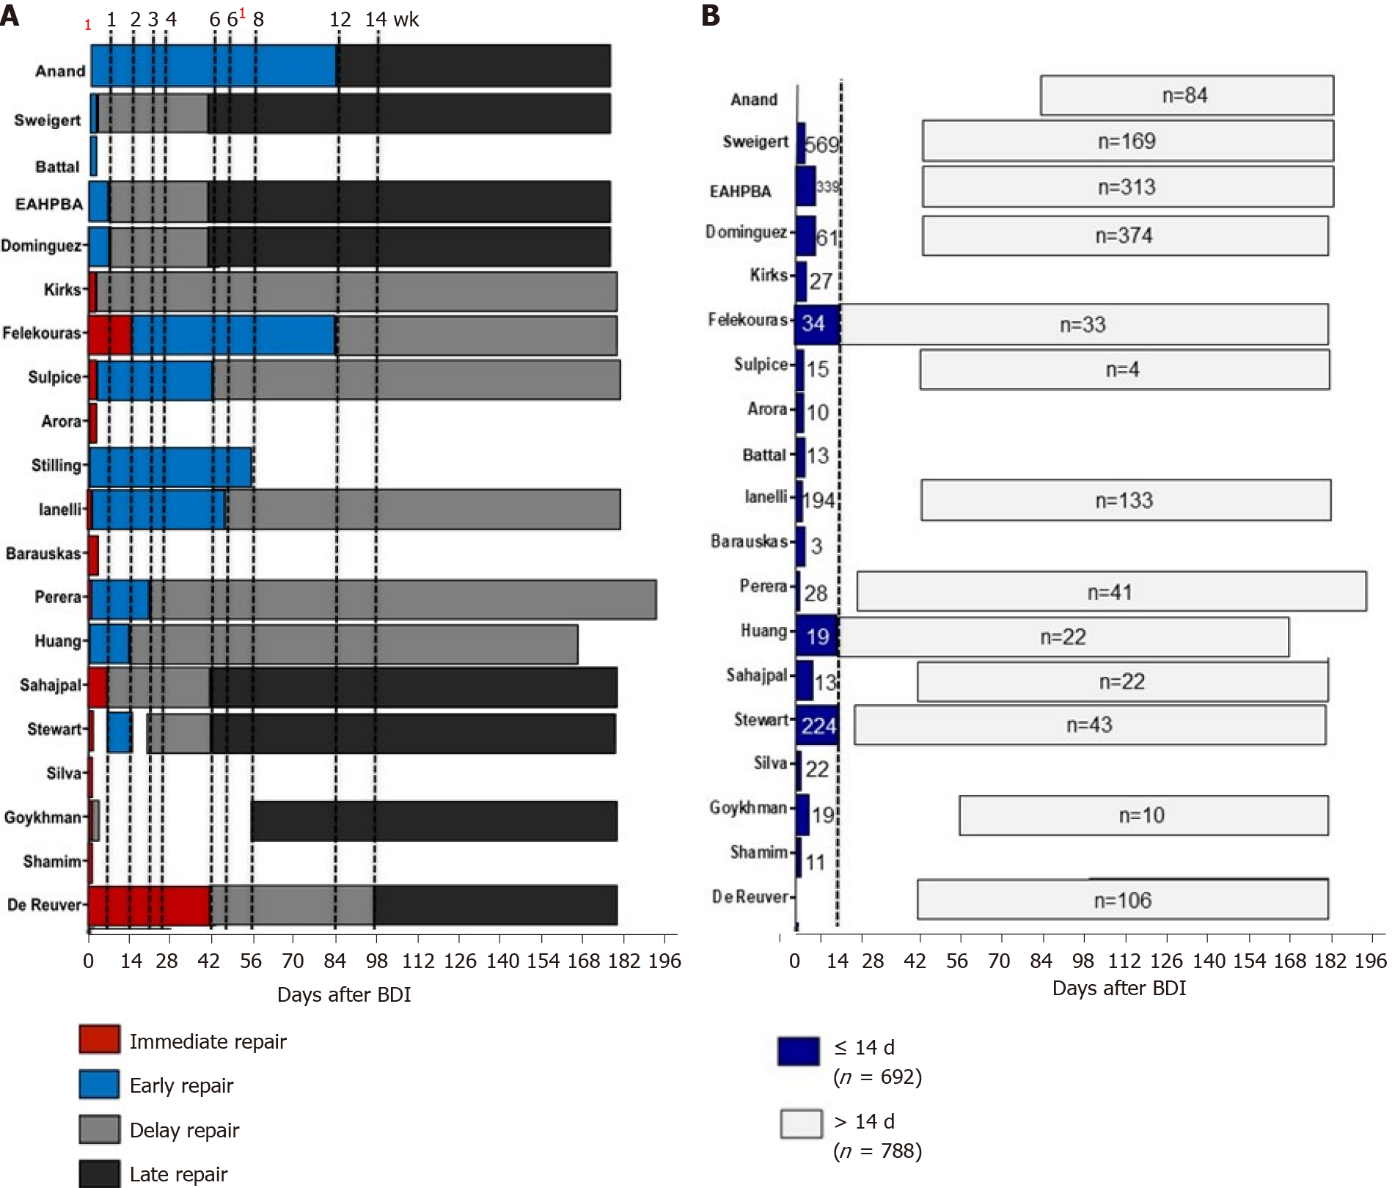 A
1 1 2 3 4 6 6¹ 8 12 14 wk
Anand
Sweigert
Battal
EAHPBA
Dominguez
Kirks
Felekouras
Sulpice
Arora
Stilling
Ianelli
Barauskas
Perera
Huang
Sahajpal
Stewart
Silva
Goykhman
Shamim
De Reuver
0 14 28 42 56 70 84 98 112 126 140 154 168 182 196
Days after BDI
Immediate repair
Early repair
Delay repair
Late repair
B
Anand n=84
Sweigert 569 n=169
EAHPBA 339 n=313
Dominguez 61 n=374
Kirks 27
Felekouras 34 n=33
Sulpice 15 n=4
Arora 10
Battal 13
Ianelli 194 n=133
Barauskas 3
Perera 28 n=41
Huang 19 n=22
Sahajpal 13 n=22
Stewart 224 n=43
Silva 22
Goykhman 19 n=10
Shamim 11
De Reuver n=106
0 14 28 42 56 70 84 98 112 126 140 154 168 182 196
Days after BDI
≤ 14 d
(n = 692)
> 14 d
(n = 788)